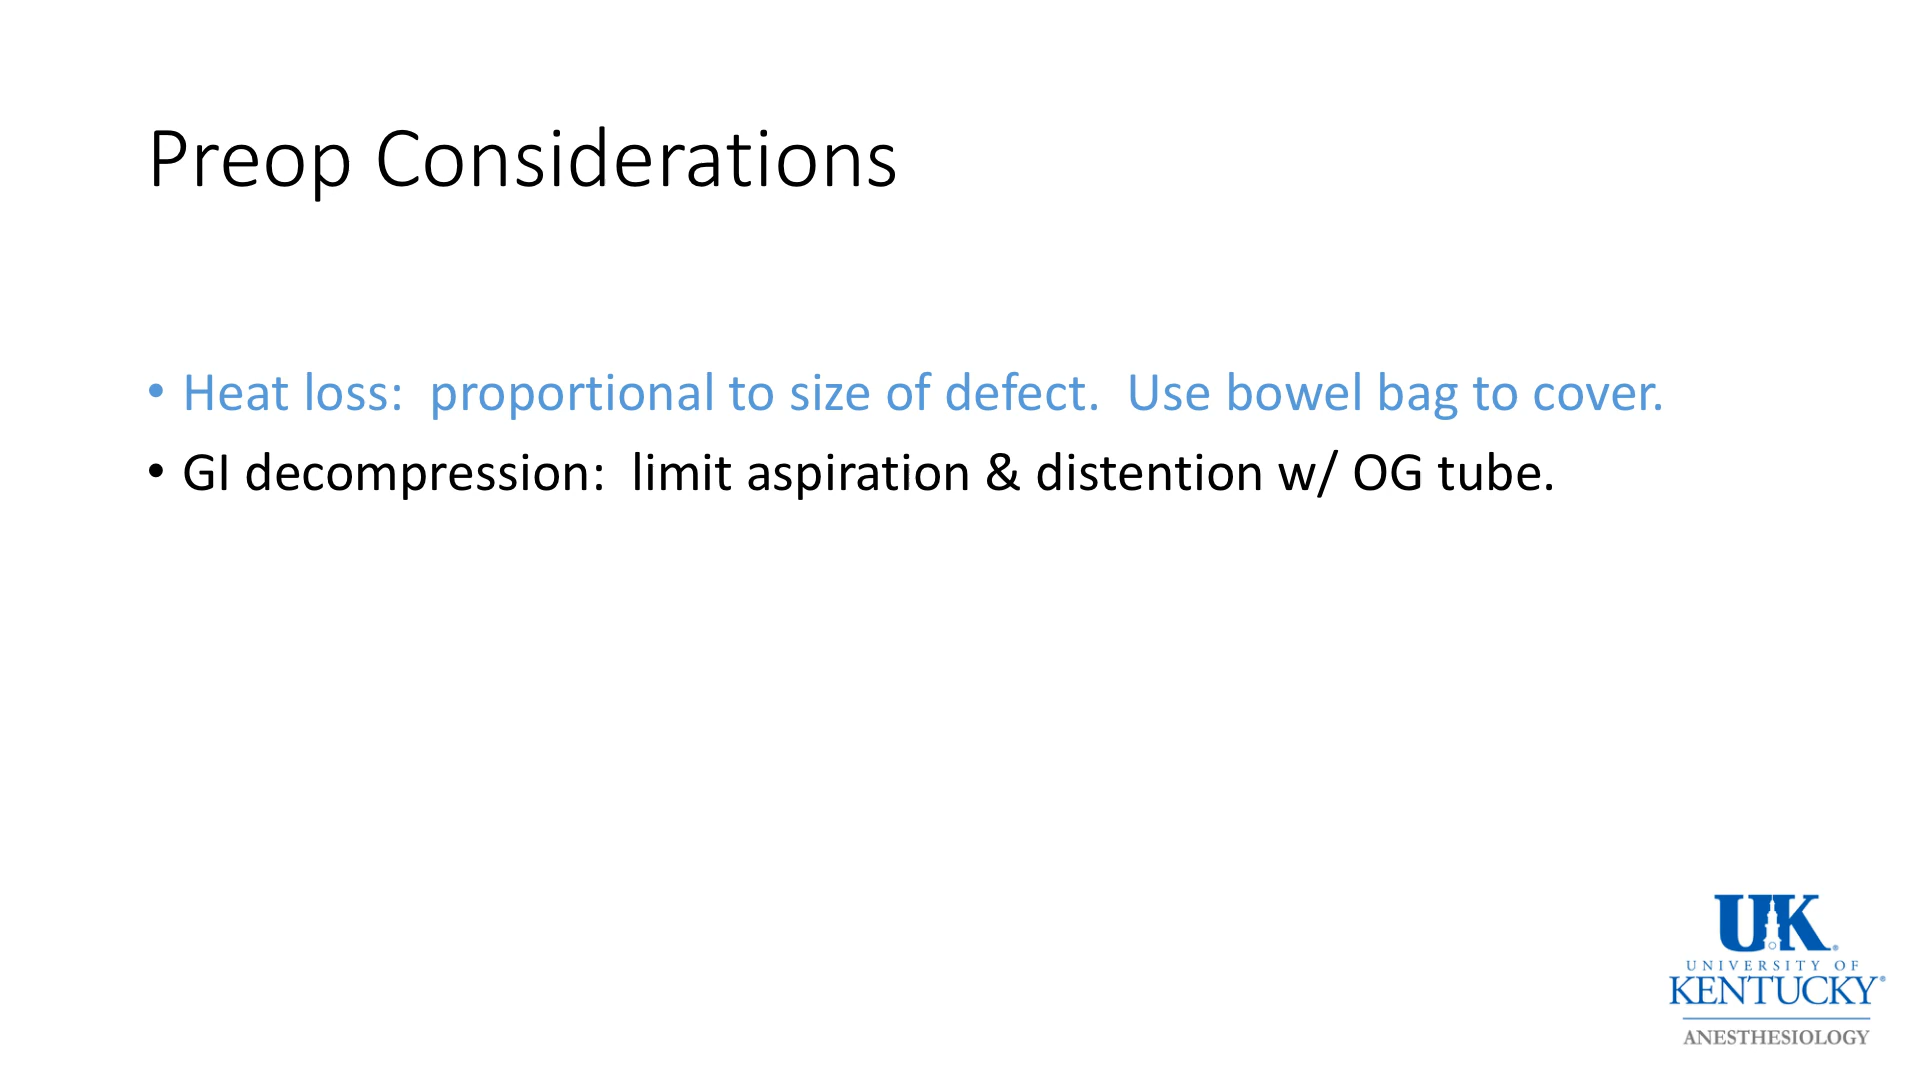 Preop Considerations
• Heat loss:  proportional to size of defect.  Use bowel bag to cover.
• GI decompression:  limit aspiration & distention w/ OG tube.
UK®
UNIVERSITY OF
KENTUCKY®
ANESTHESIOLOGY